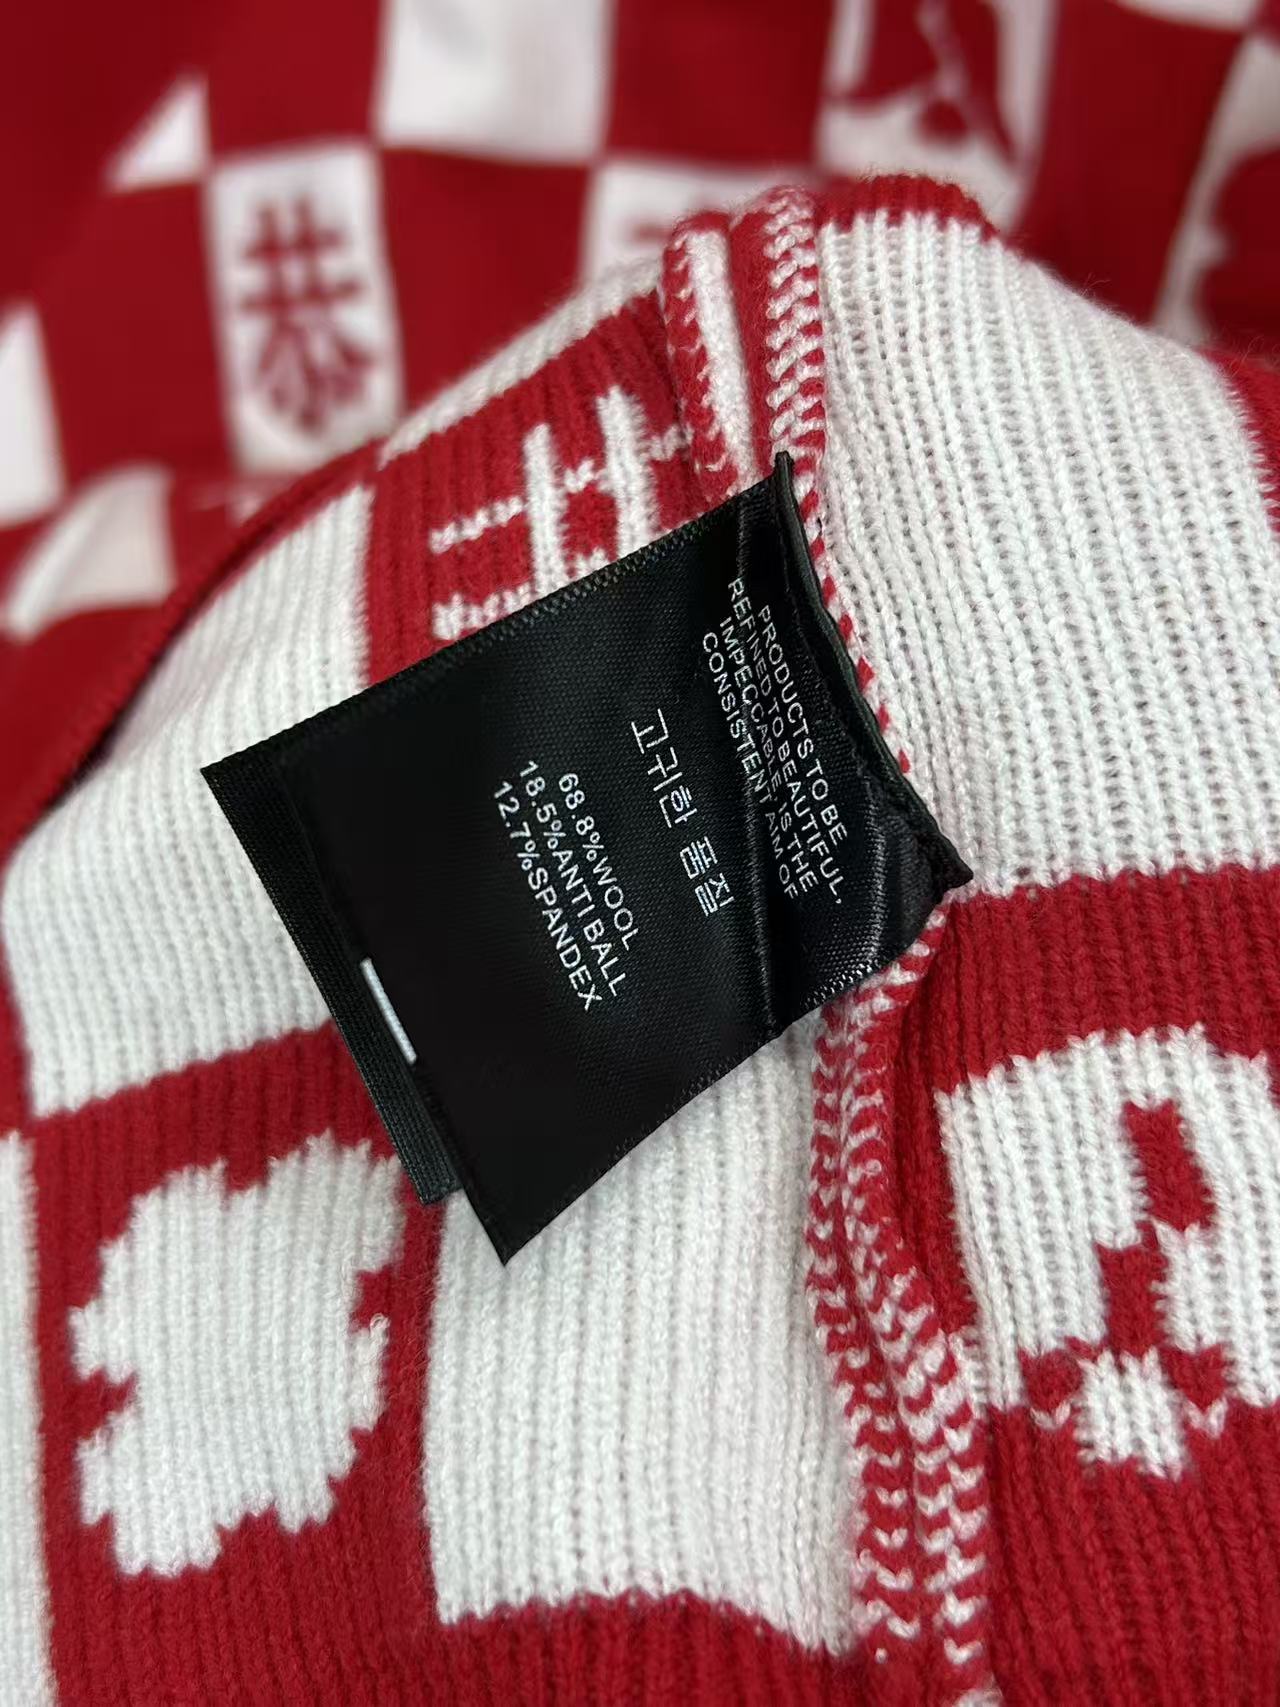 恭
PRODUCTS TO BE
REFINED TO BEAUTIFUL,
IMPECCABLE IS THE
CONSISTENT AIM OF
고귀한 품질
68.8%WOOL
18.5%ANTI BALL
12.7%SPANDEX